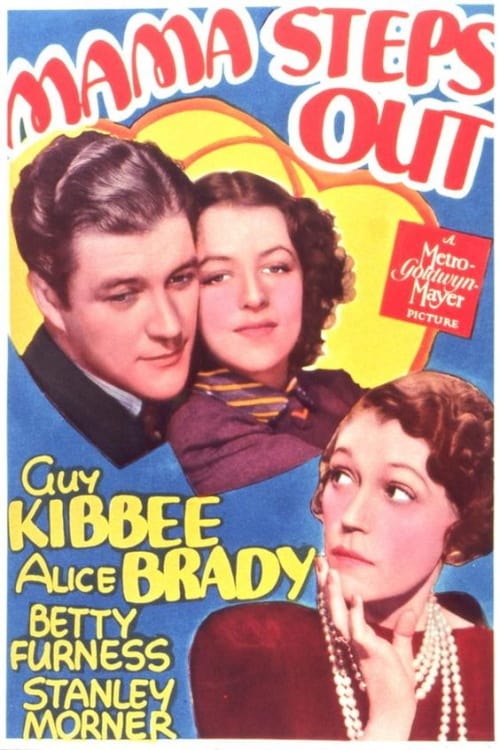 MAMA STEPS
OUT
A
Metro-
Goldwyn-
Mayer
PICTURE
Guy
KIBBEE
ALICE BRADY
BETTY
FURNESS
STANLEY
MORNER